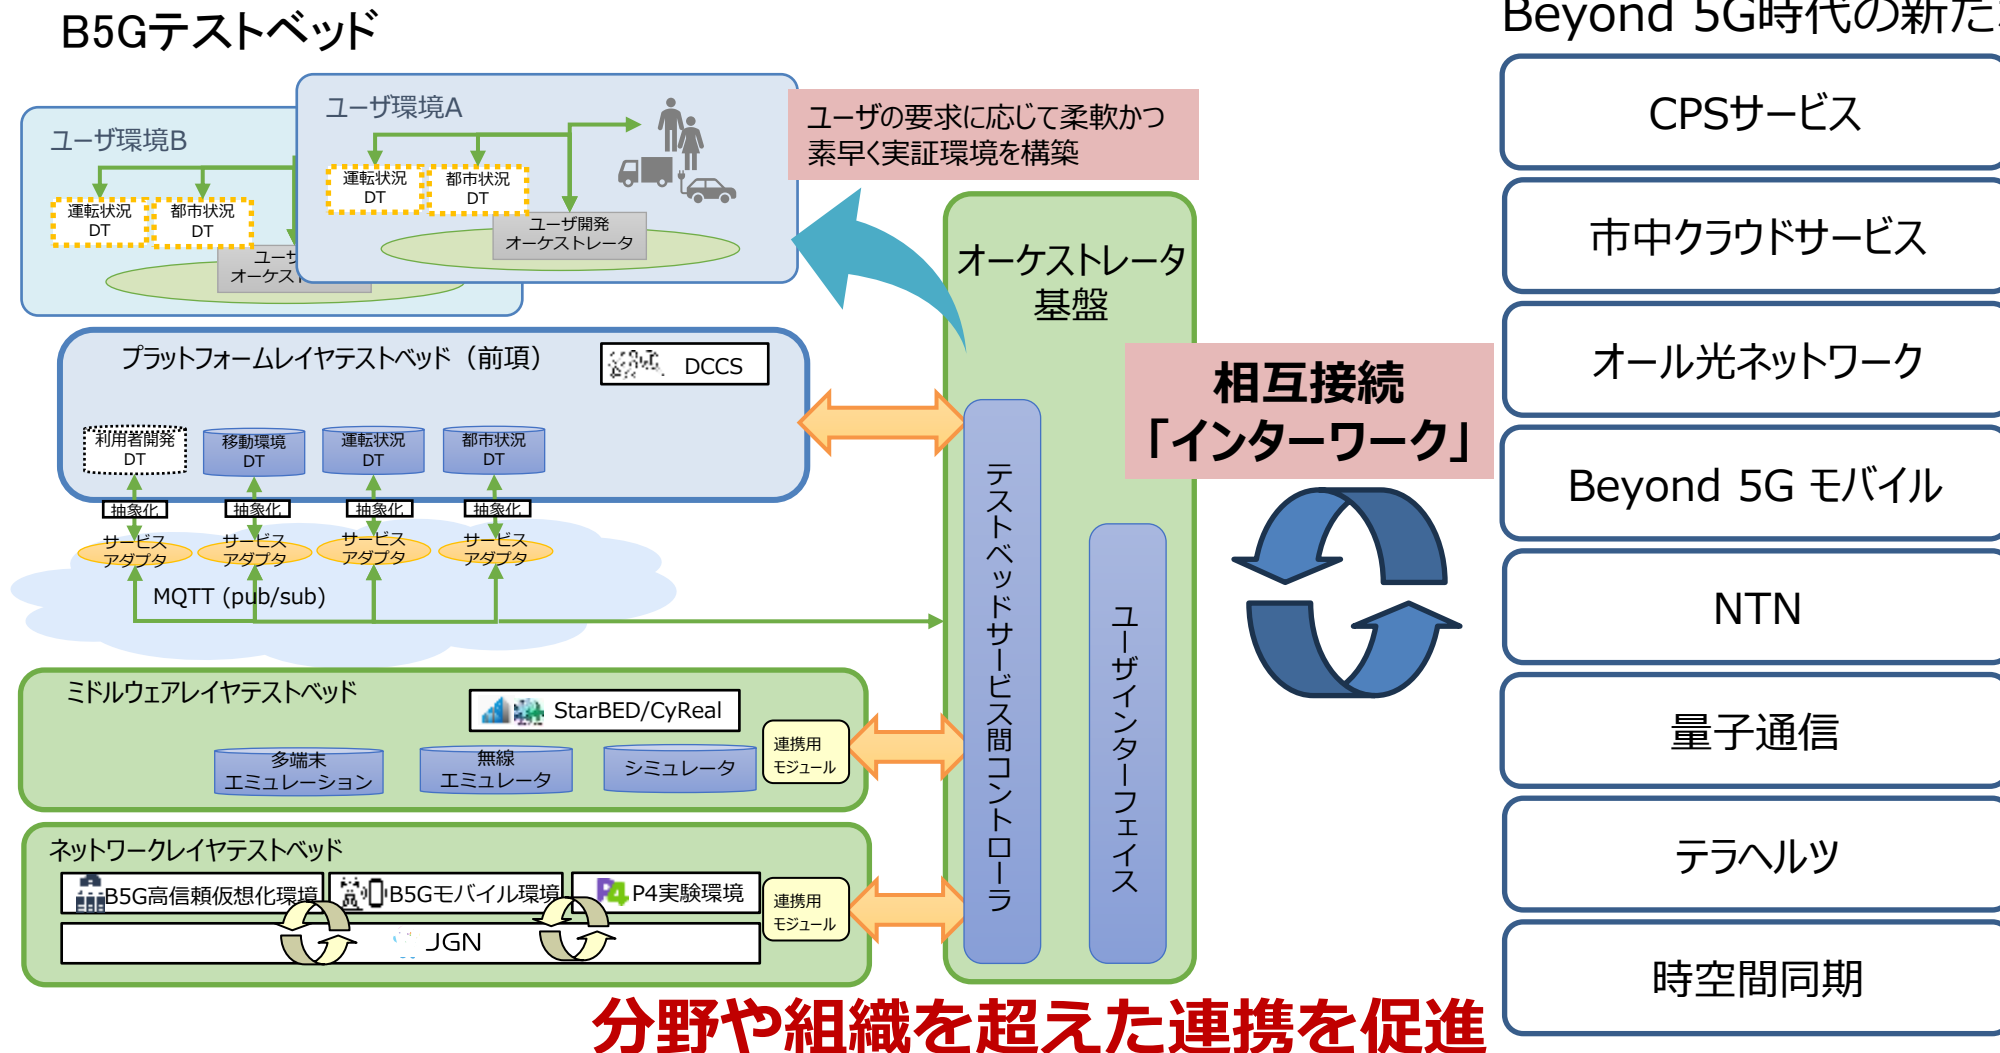 B5Gテストベッド
Beyond 5G時代の新た
ユーザ環境B
運転状況
DT
都市状況
DT
ユーザ
オーケスト
ユーザ環境A
運転状況
DT
都市状況
DT
ユーザ開発
オーケストレータ
ユーザの要求に応じて柔軟かつ
素早く実証環境を構築
プラットフォームレイヤテストベッド（前項）
DCCS
利用者開発
DT
移動環境
DT
運転状況
DT
都市状況
DT
抽象化
抽象化
抽象化
抽象化
サービス
アダプタ
サービス
アダプタ
サービス
アダプタ
サービス
アダプタ
MQTT (pub/sub)
ミドルウェアレイヤテストベッド
StarBED/CyReal
多端末
エミュレーション
無線
エミュレータ
シミュレータ
連携用
モジュール
ネットワークレイヤテストベッド
B5G高信頼仮想化環境
B5Gモバイル環境
P4
P4実験環境
JGN
連携用
モジュール
オーケストレータ
基盤
テストベッドサービス間コントローラ
ユーザインターフェイス
相互接続
「インターワーク」
CPSサービス
市中クラウドサービス
オール光ネットワーク
Beyond 5G モバイル
NTN
量子通信
テラヘルツ
時空間同期
分野や組織を超えた連携を促進